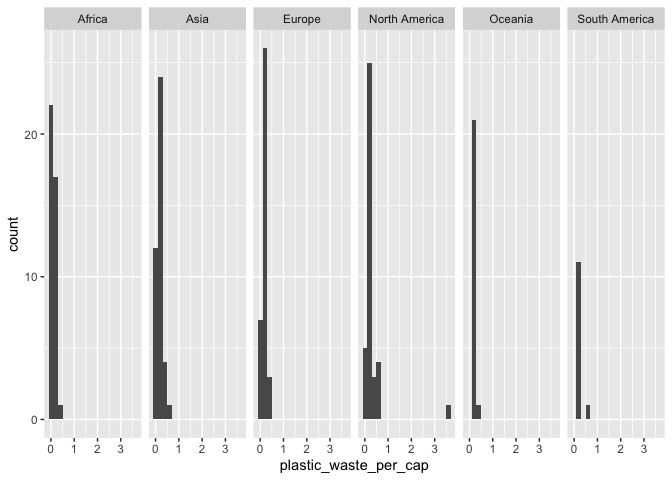 Africa Asia Europe North America Oceania South America
20
10
0
count
0 1 2 3 0 1 2 3 0 1 2 3 0 1 2 3 0 1 2 3 0 1 2 3
plastic_waste_per_cap